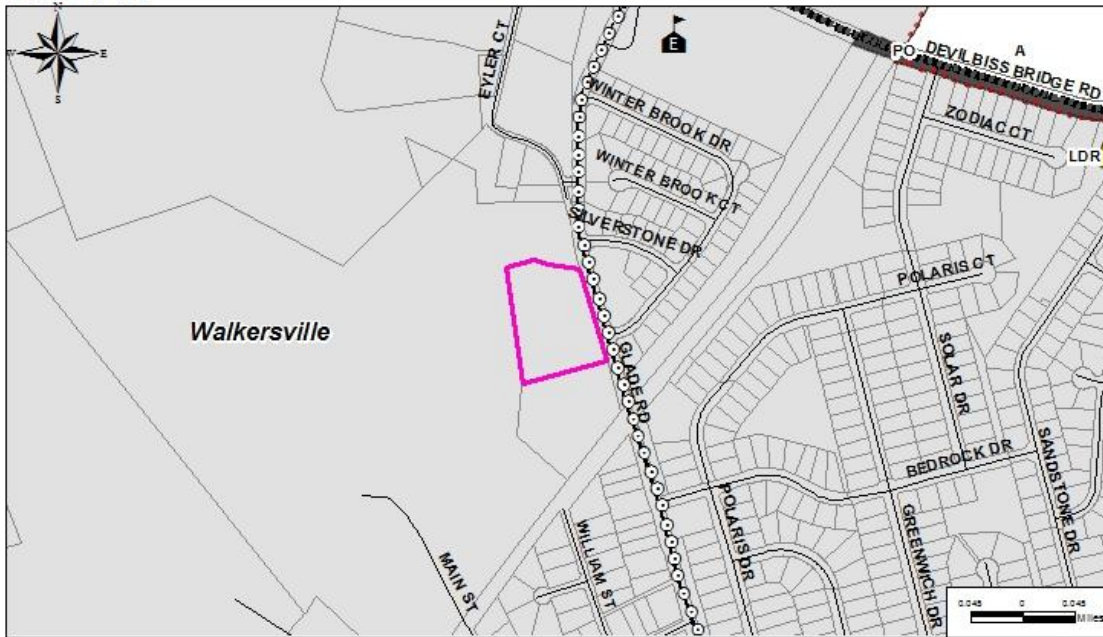 N
W
E
S
EYLER CT
E
WINTER BROOK DR
WINTER BROOK CT
SILVERSTONE DR
PO
DEVILBISS BRIDGE RD
A
ZODIAC CT
LDR
POLARIS CT
Walkersville
GLADE RD
SOLAR DR
BEDROCK DR
SANDSTONE DR
POLARIS DR
GREENWICH DR
WILLIAM ST
MAIN ST
0.045 0 0.045
Miles